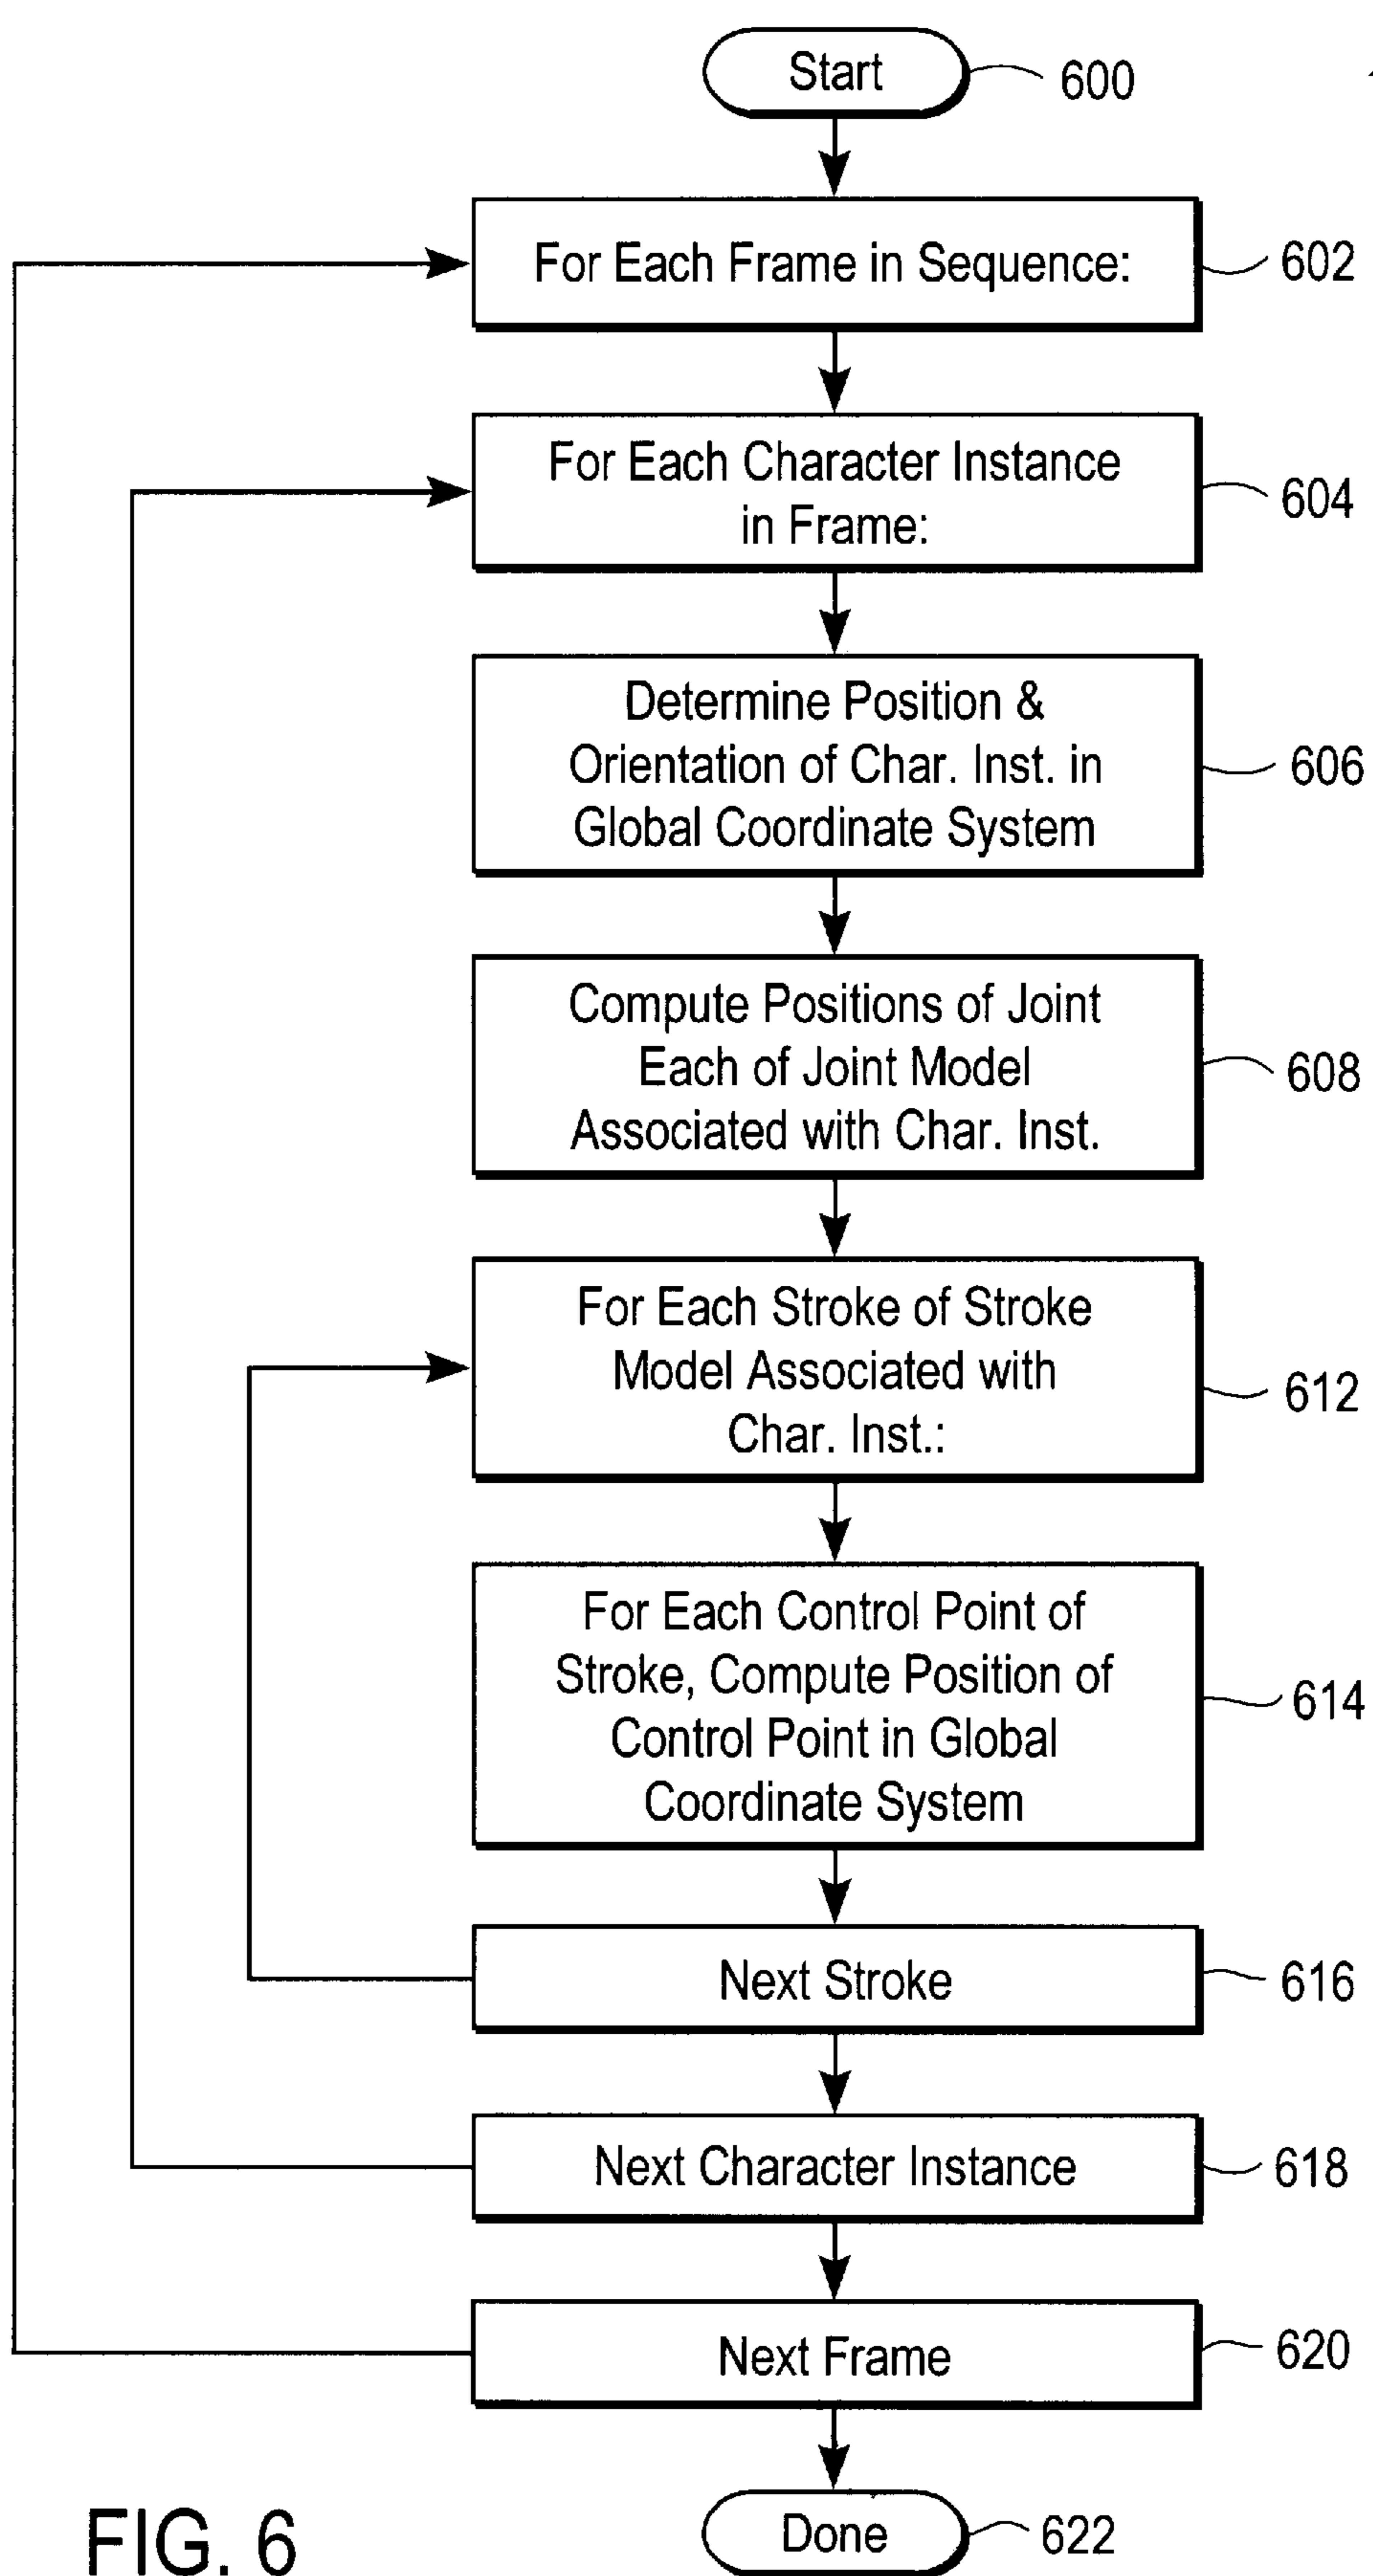 Start
600
For Each Frame in Sequence:
602
For Each Character Instance
in Frame:
604
Determine Position &
Orientation of Char. Inst. in
Global Coordinate System
606
Compute Positions of Joint
Each of Joint Model
Associated with Char. Inst.
608
For Each Stroke of Stroke
Model Associated with
Char. Inst.:
612
For Each Control Point of
Stroke, Compute Position of
Control Point in Global
Coordinate System
614
Next Stroke
616
Next Character Instance
618
Next Frame
620
Done
622
FIG. 6